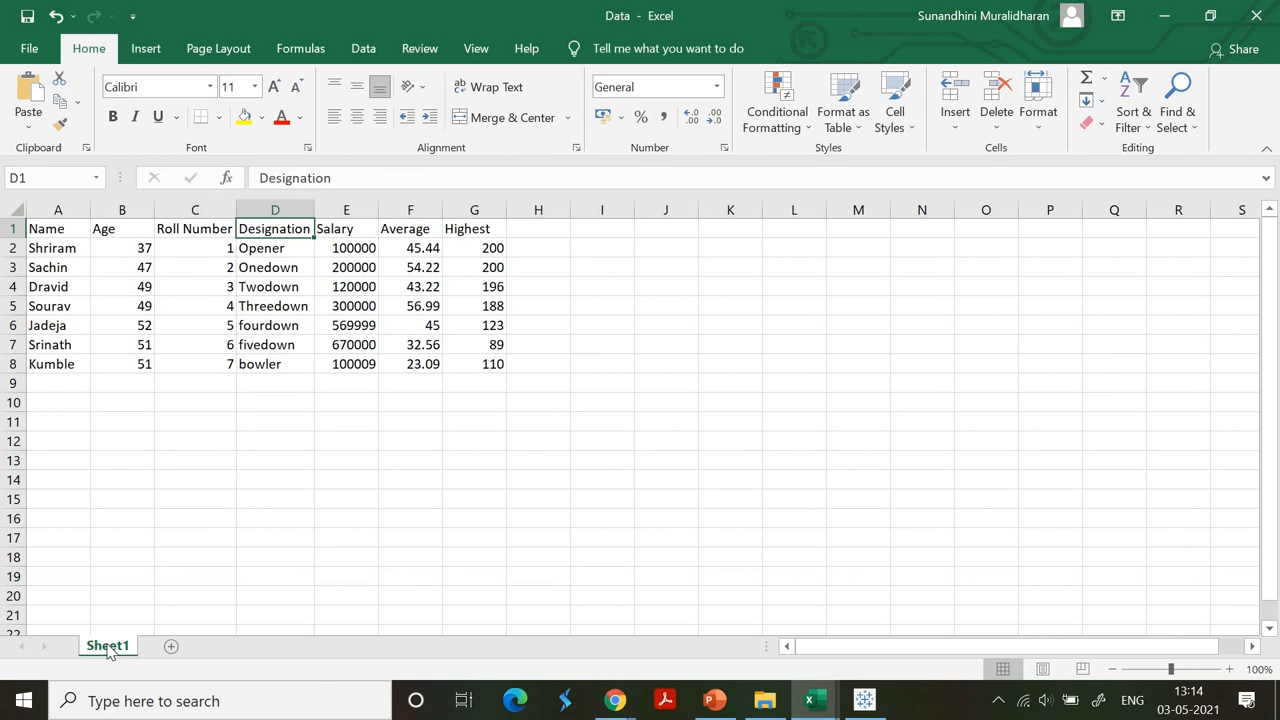 Data - Excel
Sunandhini Muralidharan
File Home Insert Page Layout Formulas Data Review View Help Tell me what you want to do Share
Calibri 11 Wrap Text General
Paste B I U Merge & Center % Conditional Formatting Format as Table Cell Styles Insert Delete Format Sort & Filter Find & Select
Clipboard Font Alignment Number Styles Cells Editing
D1 fx Designation
A B C D E F G H I J K L M N O P Q R S
1 Name Age Roll Number Designation Salary Average Highest
2 Shriram 37 1 Opener 100000 45.44 200
3 Sachin 47 2 Onedown 200000 54.22 200
4 Dravid 49 3 Twodown 120000 43.22 196
5 Sourav 49 4 Threedown 300000 56.99 188
6 Jadeja 52 5 fourdown 569999 45 123
7 Srinath 51 6 fivedown 670000 32.56 89
8 Kumble 51 7 bowler 100009 23.09 110
9
10
11
12
13
14
15
16
17
18
19
20
21
22
Sheet1
100%
Type here to search ENG 13:14
03-05-2021